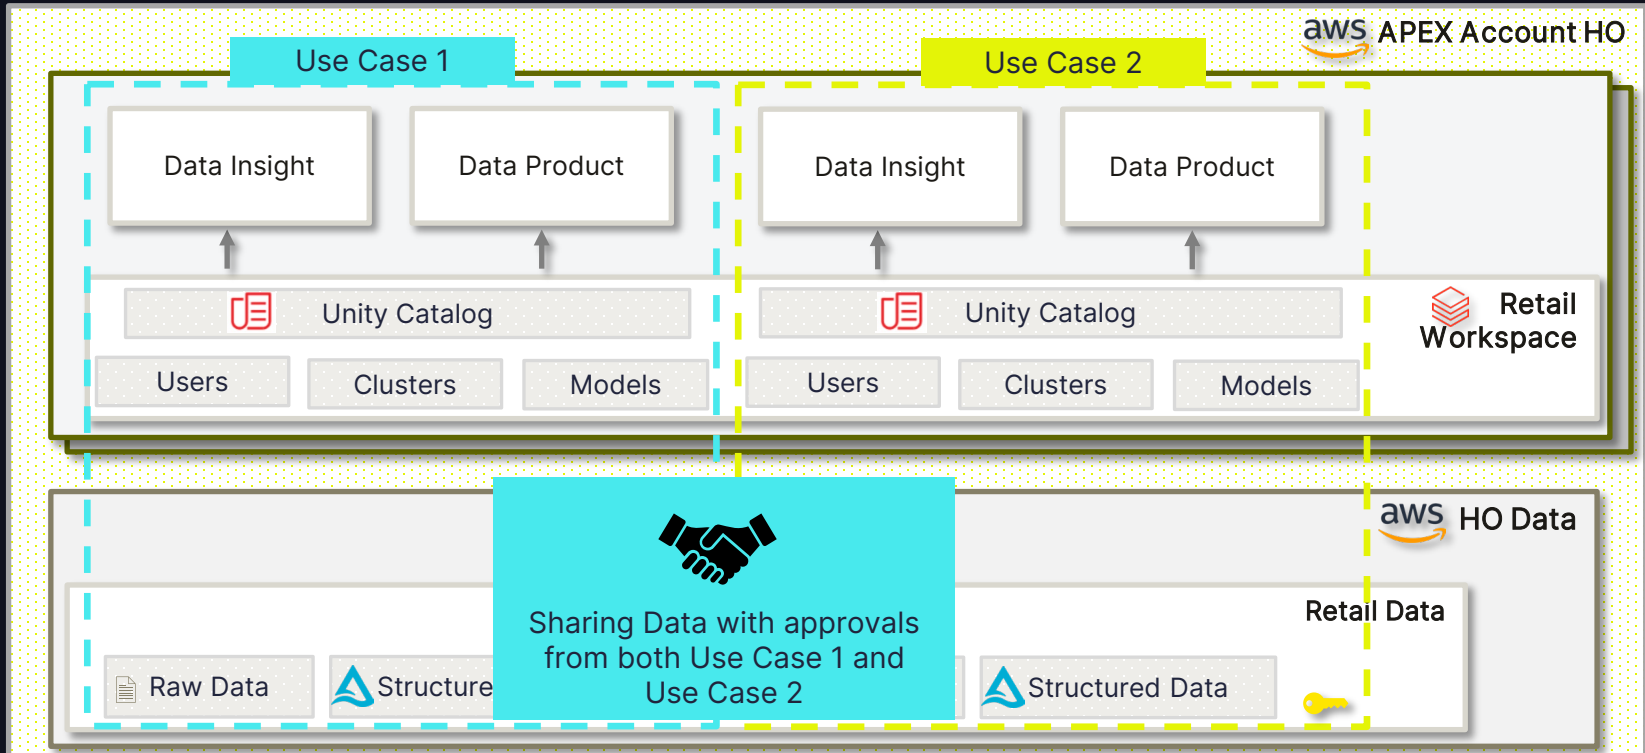 aws APEX Account HO
Use Case 1
Use Case 2
Data Insight
Data Product
Data Insight
Data Product
Unity Catalog
Unity Catalog
Retail
Workspace
Users
Clusters
Models
Users
Clusters
Models
aws HO Data
Retail Data
Sharing Data with approvals
from both Use Case 1 and
Use Case 2
Raw Data
Structure
Structured Data